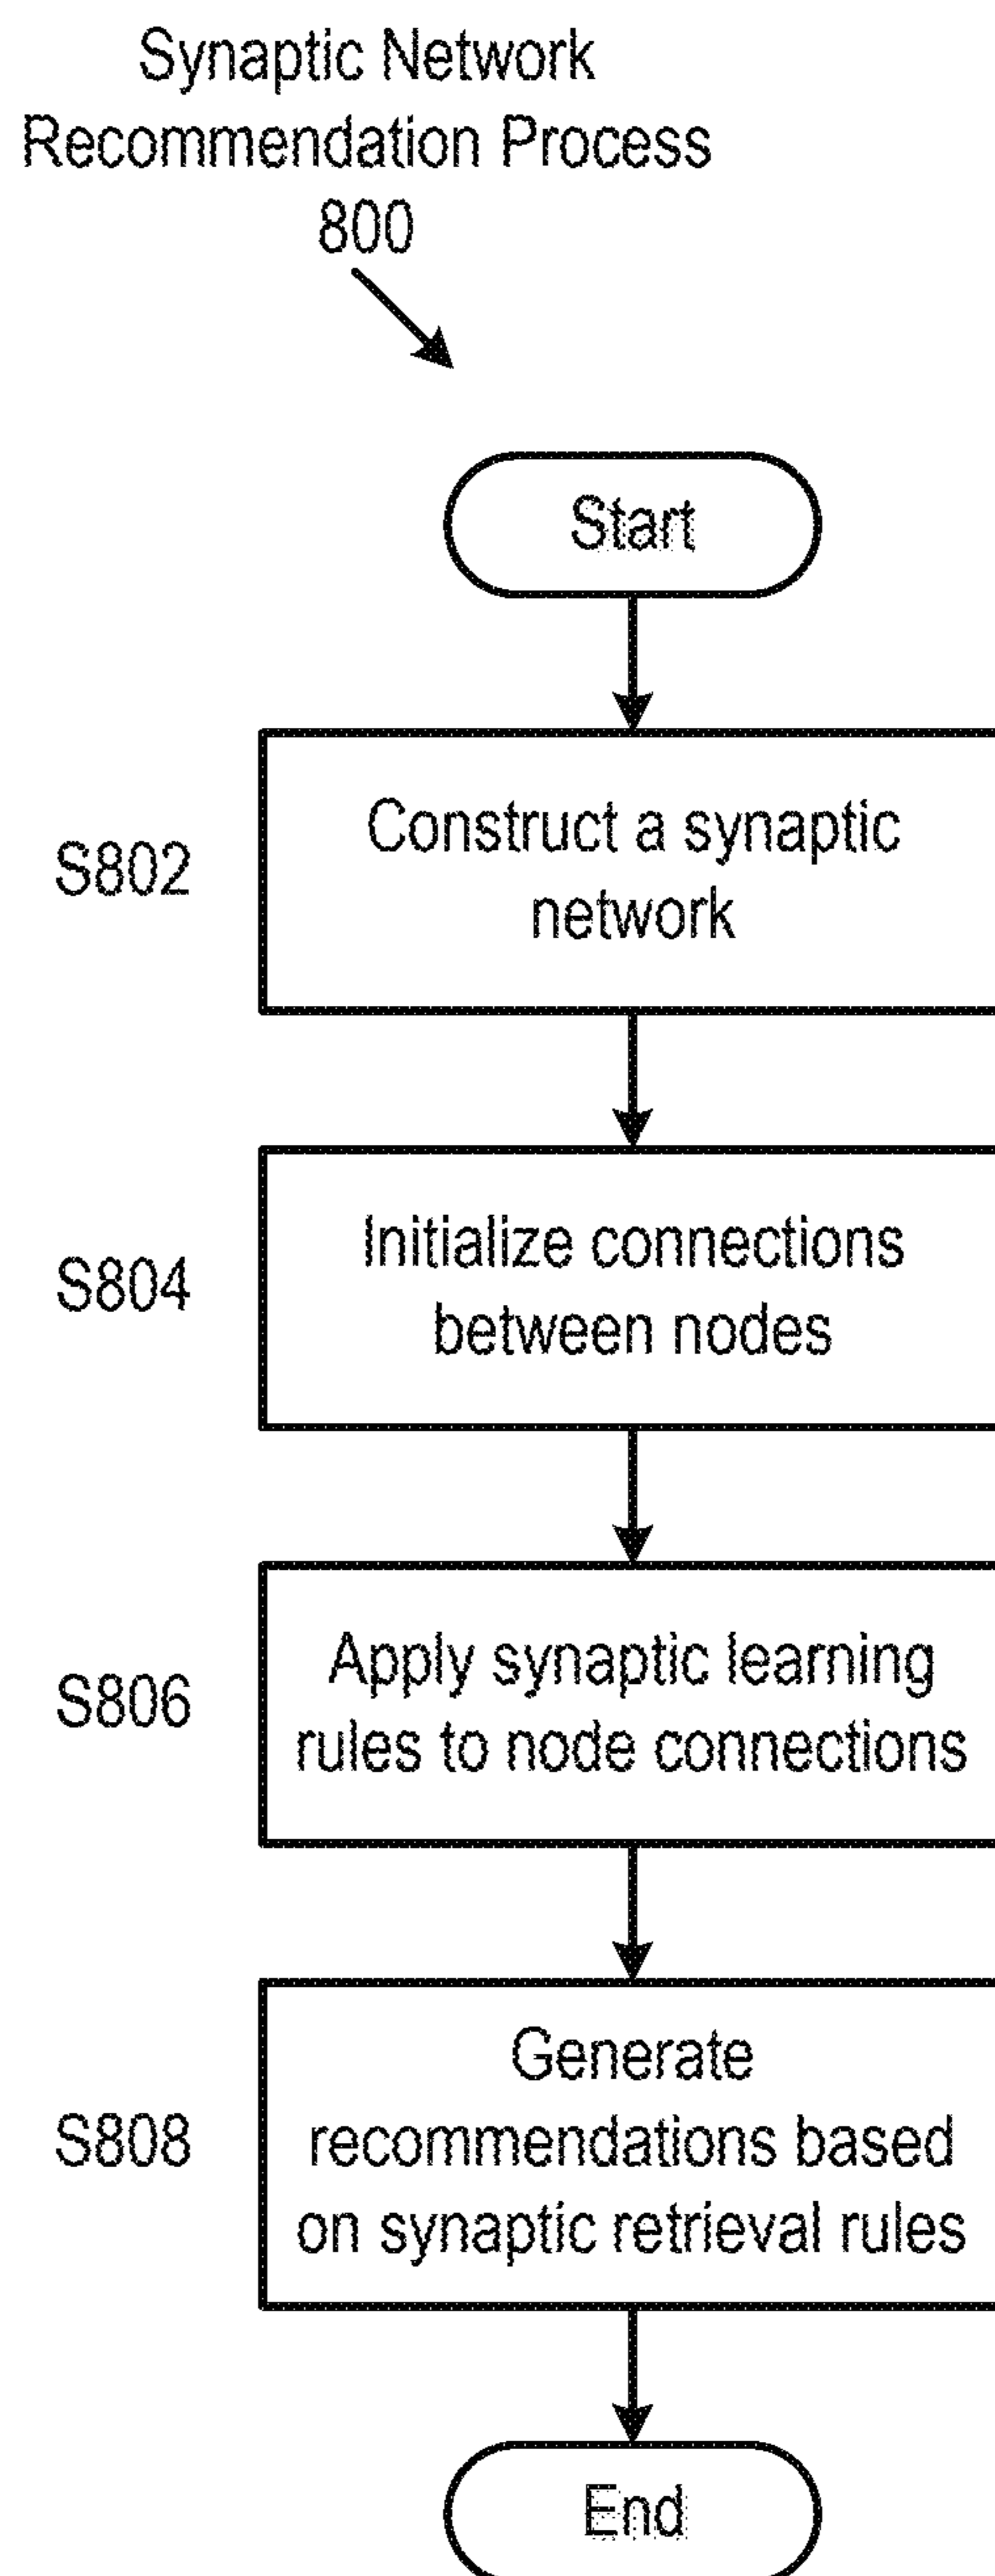 Synaptic Network
Recommendation Process
800
Start
S802
Construct a synaptic
network
S804
Initialize connections
between nodes
S806
Apply synaptic learning
rules to node connections
S808
Generate
recommendations based
on synaptic retrieval rules
End